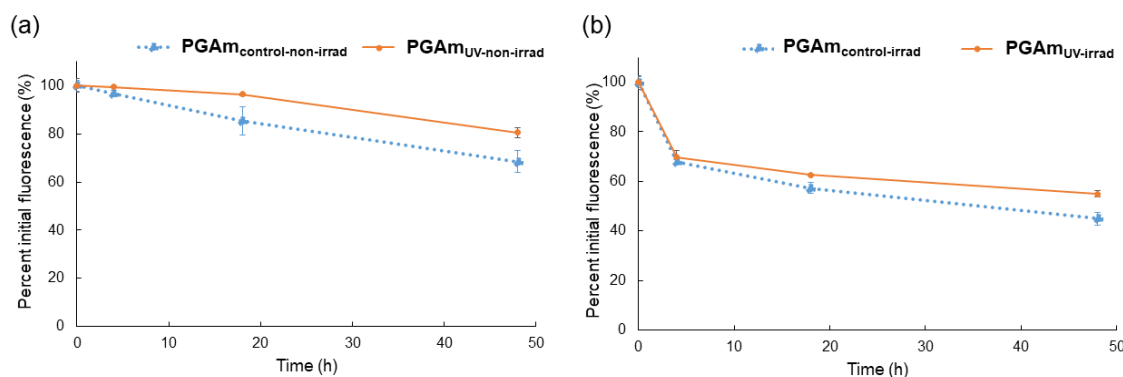 (a)
PGAmcontrol-non-irrad PGAmUV-non-irrad
Percent initial fluorescence (%)
100
80
60
40
20
0
0 10 20 30 40 50
Time (h)
(b)
PGAmcontrol-irrad PGAmUV-irrad
Percent initial fluorescence (%)
100
80
60
40
20
0
0 10 20 30 40 50
Time (h)